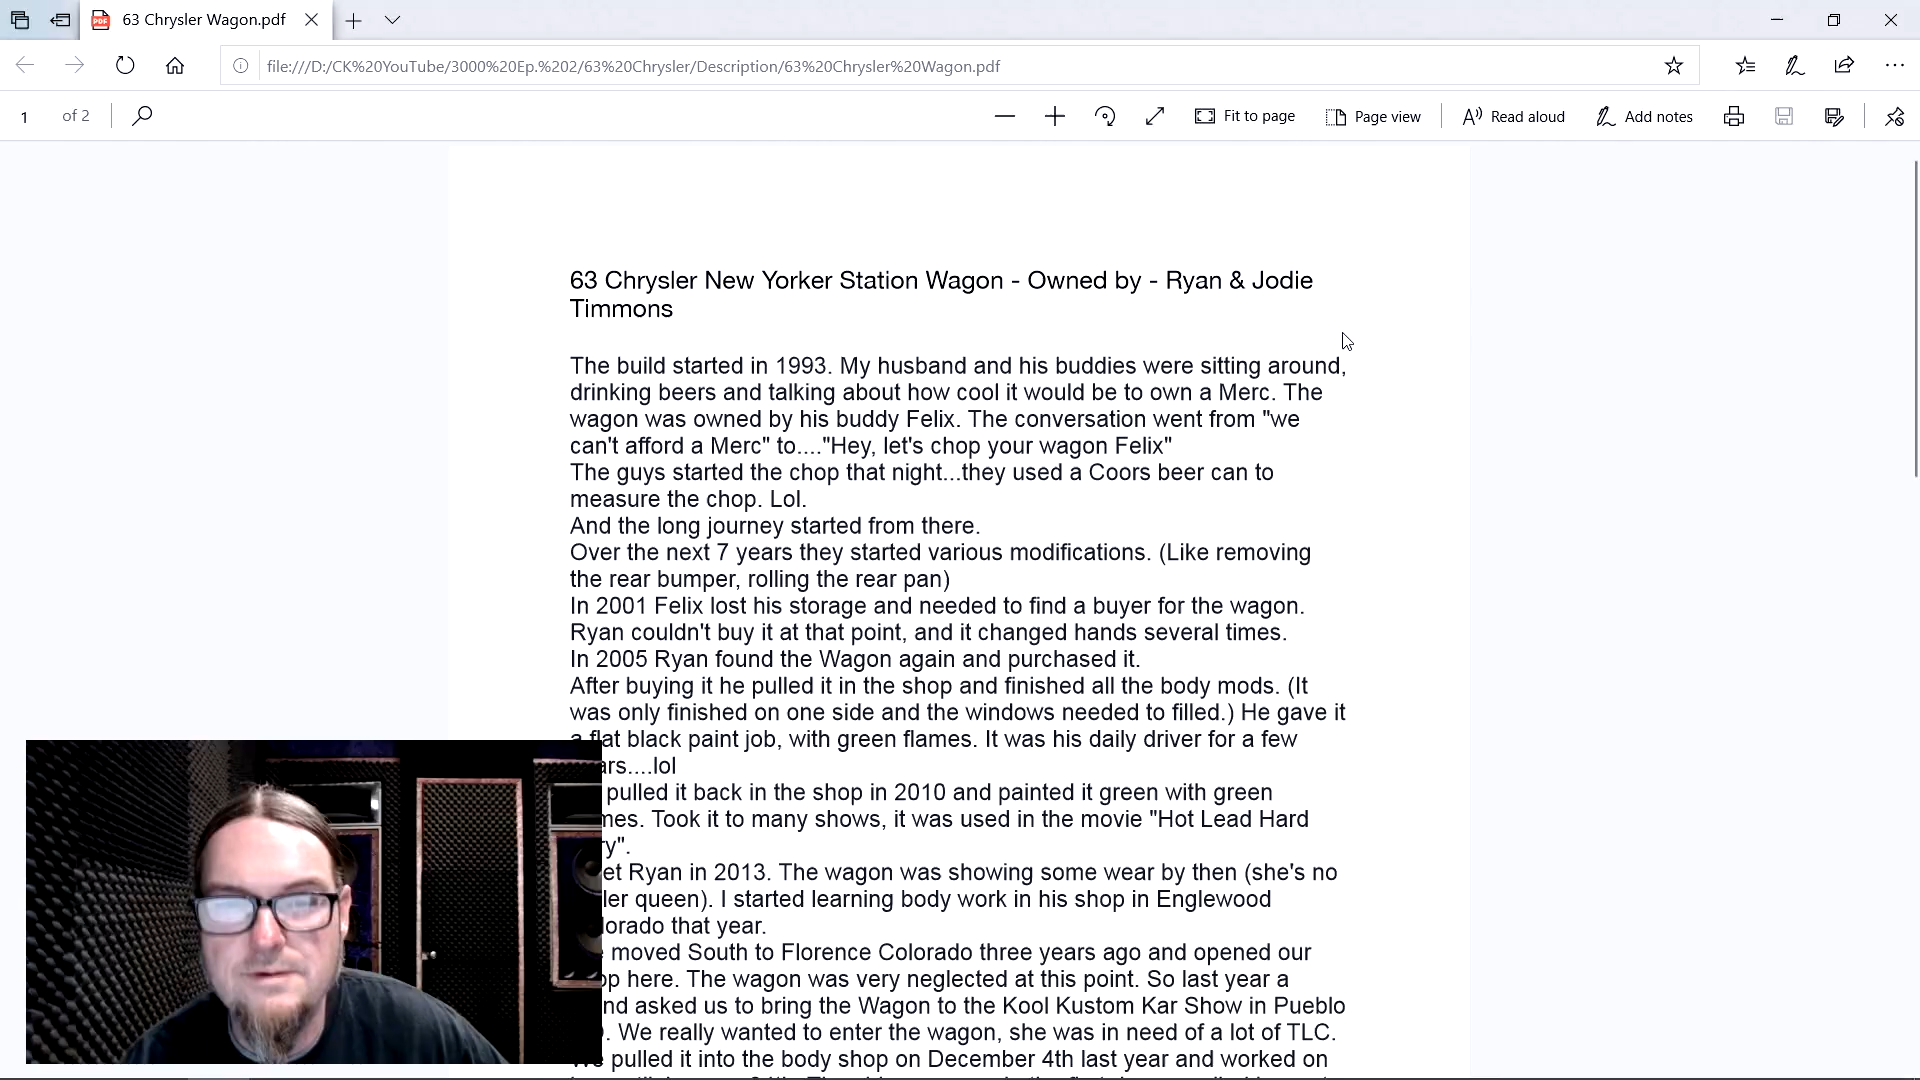 63 Chrysler Wagon.pdf
file:///D:/CK%20YouTube/3000%20Ep.%202/63%20Chrysler/Description/63%20Chrysler%20Wagon.pdf
1 of 2
Fit to page
Page view
Read aloud
Add notes
63 Chrysler New Yorker Station Wagon - Owned by - Ryan & Jodie
Timmons
The build started in 1993. My husband and his buddies were sitting around,
drinking beers and talking about how cool it would be to own a Merc. The
wagon was owned by his buddy Felix. The conversation went from "we
can't afford a Merc" to...."Hey, let's chop your wagon Felix"
The guys started the chop that night...they used a Coors beer can to
measure the chop. Lol.
And the long journey started from there.
Over the next 7 years they started various modifications. (Like removing
the rear bumper, rolling the rear pan)
In 2001 Felix lost his storage and needed to find a buyer for the wagon.
Ryan couldn't buy it at that point, and it changed hands several times.
In 2005 Ryan found the Wagon again and purchased it.
After buying it he pulled it in the shop and finished all the body mods. (It
was only finished on one side and the windows needed to filled.) He gave it
a flat black paint job, with green flames. It was his daily driver for a few
ars....lol
pulled it back in the shop in 2010 and painted it green with green
mes. Took it to many shows, it was used in the movie "Hot Lead Hard
ry".
et Ryan in 2013. The wagon was showing some wear by then (she's no
ler queen). I started learning body work in his shop in Englewood
lorado that year.
moved South to Florence Colorado three years ago and opened our
op here. The wagon was very neglected at this point. So last year a
nd asked us to bring the Wagon to the Kool Kustom Kar Show in Pueblo
. We really wanted to enter the wagon, she was in need of a lot of TLC.
We pulled it into the body shop on December 4th last year and worked on